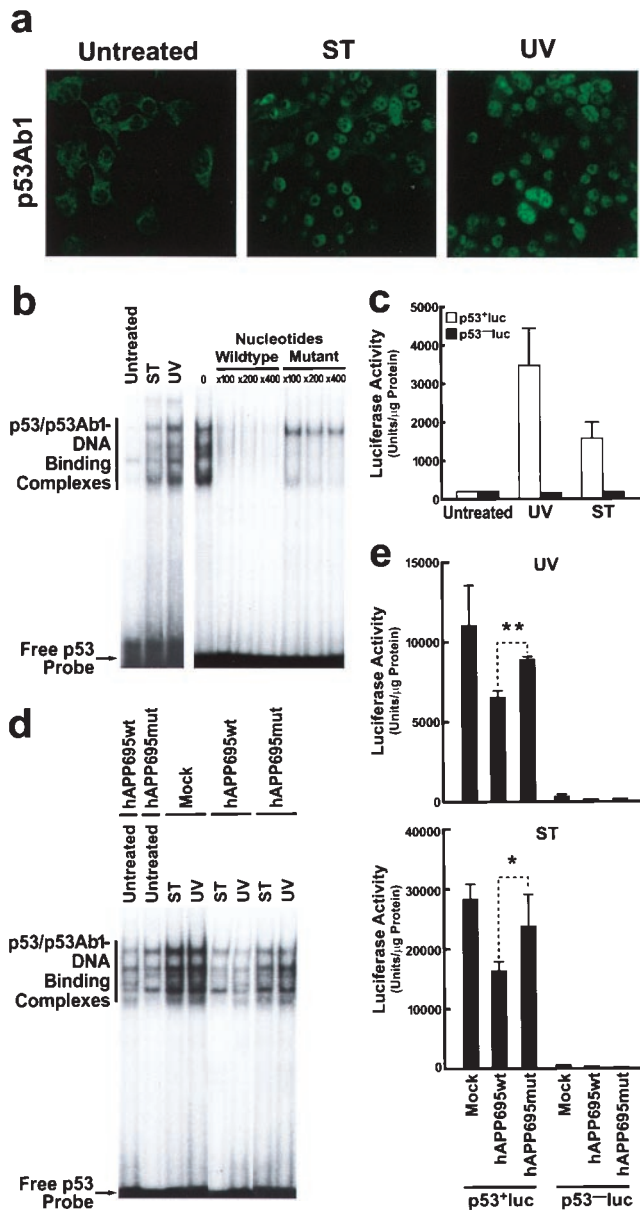 a
Untreated ST UV
p53Ab1
b
Untreated
ST
UV
Nucleotides
Wildtype Mutant
0 x100 x200 x400 x100 x200 x400
p53/p53Ab1-
DNA
Binding
Complexes
Free p53
Probe
c
Luciferase Activity
(Units/µg Protein)
5000
4000
3000
2000
1000
0
p53+luc
p53—luc
Untreated UV ST
d
hAPP695wt
hAPP695mut
Mock
hAPP695wt
hAPP695mut
Untreated
Untreated
ST
UV
ST
UV
ST
UV
p53/p53Ab1-
DNA
Binding
Complexes
Free p53
Probe
e
UV
Luciferase Activity
(Units/µg Protein)
15000
10000
5000
0
**
ST
Luciferase Activity
(Units/µg Protein)
40000
30000
20000
10000
0
*
Mock
hAPP695wt
hAPP695mut
Mock
hAPP695wt
hAPP695mut
p53+luc p53—luc